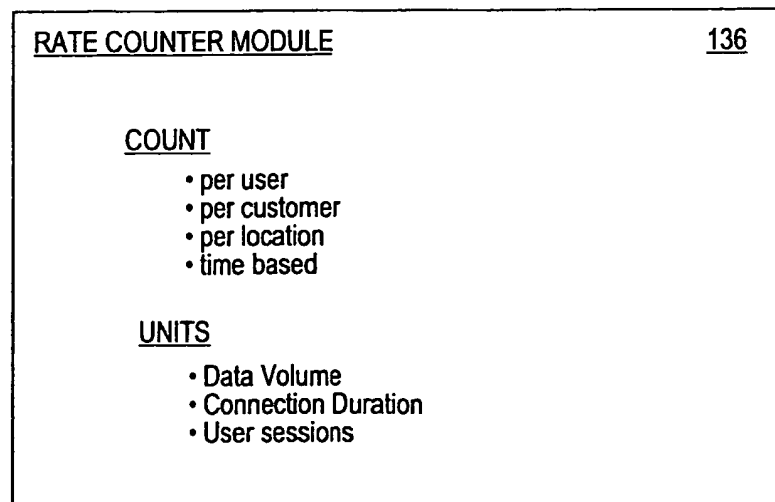 RATE COUNTER MODULE 136
COUNT
• per user
• per customer
• per location
• time based
UNITS
• Data Volume
• Connection Duration
• User sessions